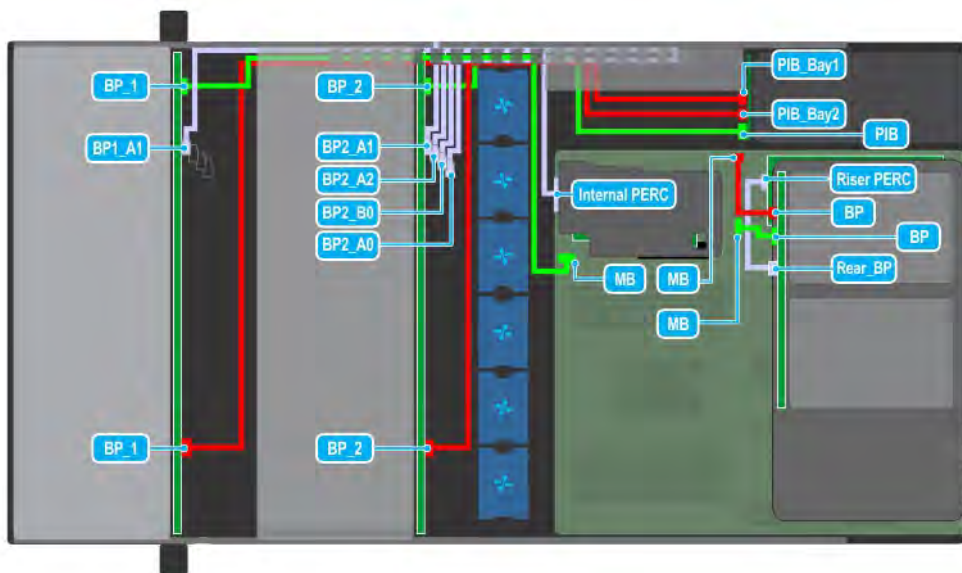 BP_1
BP_2
PIB_Bay1
PIB_Bay2
PIB
BP1_A1
BP2_A1
BP2_A2
BP2_B0
BP2_A0
Internal PERC
Riser PERC
BP
BP
Rear_BP
MB
MB
MB
BP_1
BP_2